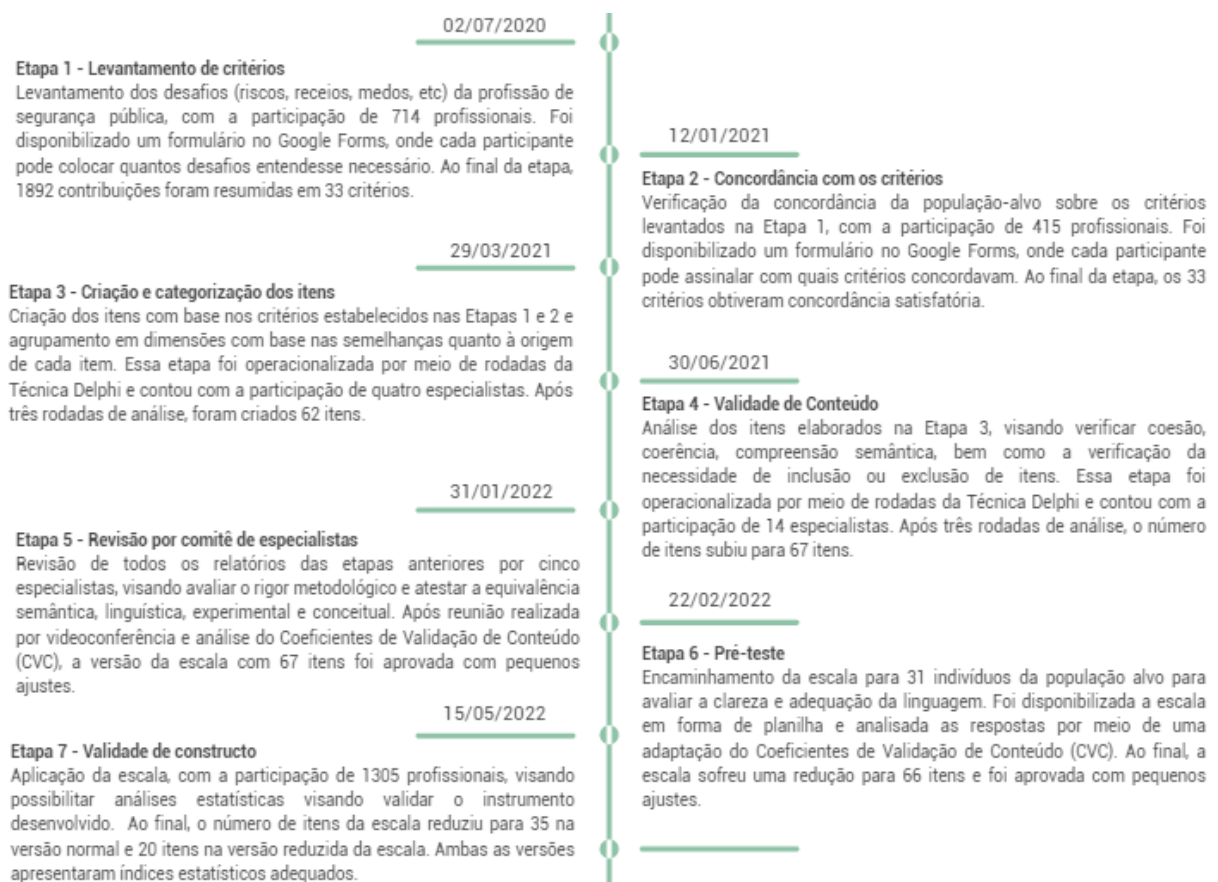 02/07/2020
Etapa 1 - Levantamento de critérios
Levantamento dos desafios (riscos, receios, medos, etc) da profissão de
segurança pública, com a participação de 714 profissionais. Foi
disponibilizado um formulário no Google Forms, onde cada participante
pode colocar quantos desafios entendesse necessário. Ao final da etapa,
1892 contribuições foram resumidas em 33 critérios.
12/01/2021
Etapa 2 - Concordância com os critérios
Verificação da concordância da população-alvo sobre os critérios
levantados na Etapa 1, com a participação de 415 profissionais. Foi
disponibilizado um formulário no Google Forms, onde cada participante
pode assinalar com quais critérios concordavam. Ao final da etapa, os 33
critérios obtiveram concordância satisfatória.
29/03/2021
Etapa 3 - Criação e categorização dos itens
Criação dos itens com base nos critérios estabelecidos nas Etapas 1 e 2 e
agrupamento em dimensões com base nas semelhanças quanto à origem
de cada item. Essa etapa foi operacionalizada por meio de rodadas da
Técnica Delphi e contou com a participação de quatro especialistas. Após
três rodadas de análise, foram criados 62 itens.
30/06/2021
Etapa 4 - Validade de Conteúdo
Análise dos itens elaborados na Etapa 3, visando verificar coesão,
coerência, compreensão semântica, bem como a verificação da
necessidade de inclusão ou exclusão de itens. Essa etapa foi
operacionalizada por meio de rodadas da Técnica Delphi e contou com a
participação de 14 especialistas. Após três rodadas de análise, o número
de itens subiu para 67 itens.
31/01/2022
Etapa 5 - Revisão por comitê de especialistas
Revisão de todos os relatórios das etapas anteriores por cinco
especialistas, visando avaliar o rigor metodológico e atestar a equivalência
semântica, linguística, experimental e conceitual. Após reunião realizada
por videoconferência e análise do Coeficientes de Validação de Conteúdo
(CVC), a versão da escala com 67 itens foi aprovada com pequenos
ajustes.
22/02/2022
Etapa 6 - Pré-teste
Encaminhamento da escala para 31 indivíduos da população alvo para
avaliar a clareza e adequação da linguagem. Foi disponibilizada a escala
em forma de planilha e analisada as respostas por meio de uma
adaptação do Coeficientes de Validação de Conteúdo (CVC). Ao final, a
escala sofreu uma redução para 66 itens e foi aprovada com pequenos
ajustes.
15/05/2022
Etapa 7 - Validade de constructo
Aplicação da escala, com a participação de 1305 profissionais, visando
possibilitar análises estatísticas visando validar o instrumento
desenvolvido. Ao final, o número de itens da escala reduziu para 35 na
versão normal e 20 itens na versão reduzida da escala. Ambas as versões
apresentaram índices estatísticos adequados.